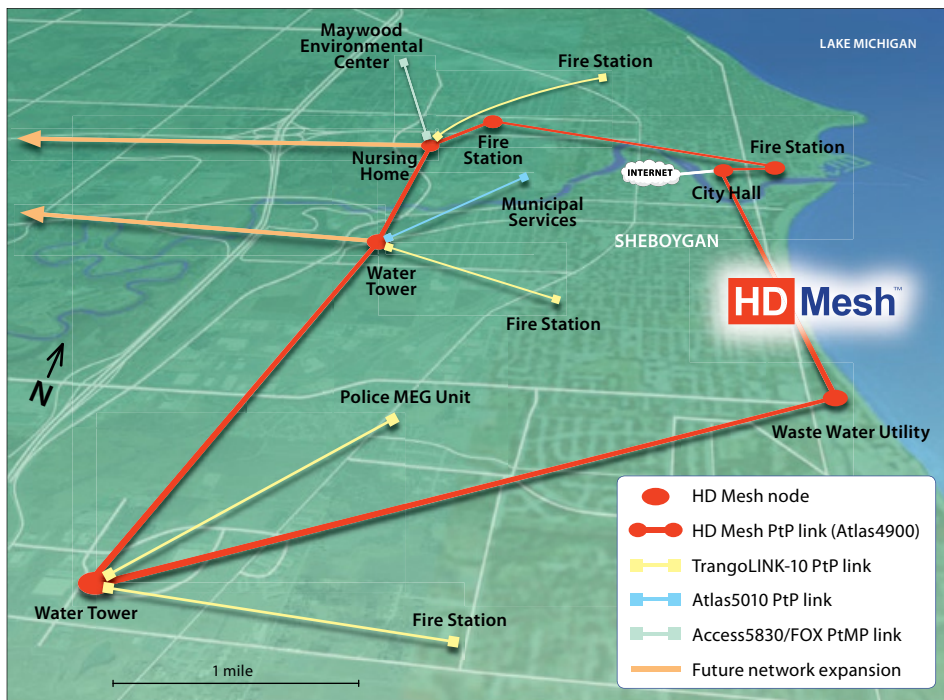 Maywood
Environmental
Center
LAKE MICHIGAN
Fire Station
Nursing
Home
Fire
Station
Fire Station
INTERNET
City Hall
Municipal
Services
SHEBOYGAN
Water
Tower
HD Mesh™
Fire Station
N
Police MEG Unit
Waste Water Utility
HD Mesh node
HD Mesh PtP link (Atlas4900)
TrangoLINK-10 PtP link
Atlas5010 PtP link
Access5830/FOX PtMP link
Future network expansion
Water Tower
Fire Station
1 mile